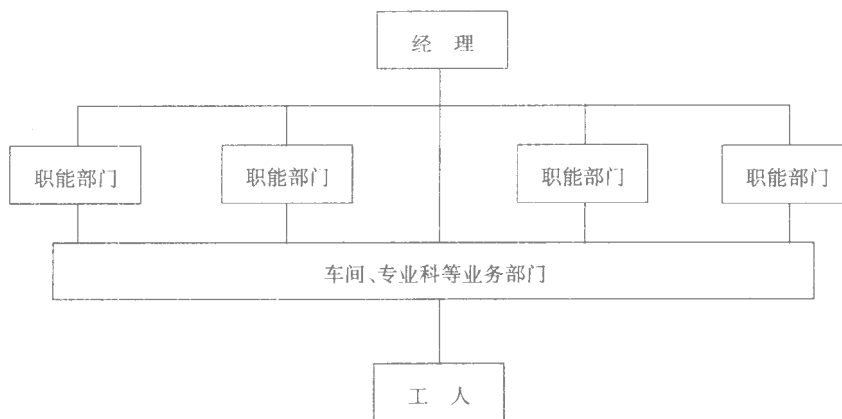 经 理
职能部门
职能部门
职能部门
职能部门
车间、专业科等业务部门
工 人